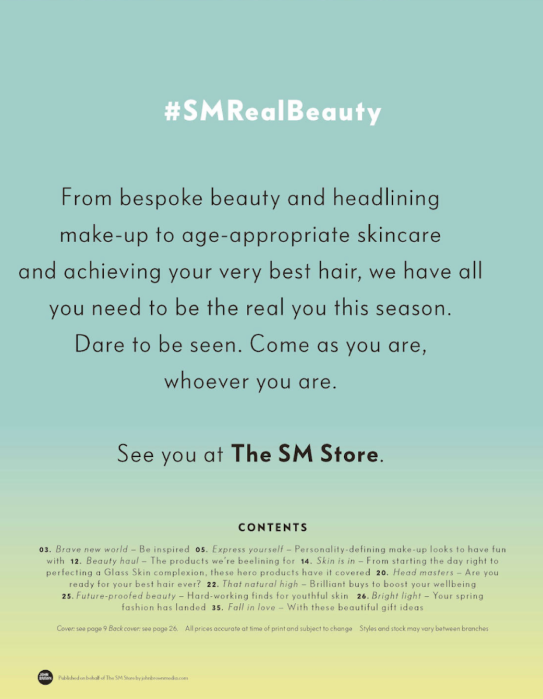 #SMRealBeauty
From bespoke beauty and headlining
make-up to age-appropriate skincare
and achieving your very best hair, we have all
you need to be the real you this season.
Dare to be seen. Come as you are,
whoever you are.
See you at The SM Store.
CONTENTS
03. Brave new world – Be inspired 05. Express yourself – Personality-defining make-up looks to have fun
with 12. Beauty haul – The products we're beelining for 14. Skin is in – From starting the day right to
perfecting a Glass Skin complexion, these hero products have it covered 20. Head masters – Are you
ready for your best hair ever? 22. That natural high – Brilliant buys to boost your wellbeing
25. Future-proofed beauty – Hard-working finds for youthful skin 26. Bright light – Your spring
fashion has landed 35. Fall in love – With these beautiful gift ideas
Cover: see page 9 Back cover: see page 26. All prices accurate at time of print and subject to change Styles and stock may vary between branches
Published on behalf of The SM Store by johnbrownmedia.com